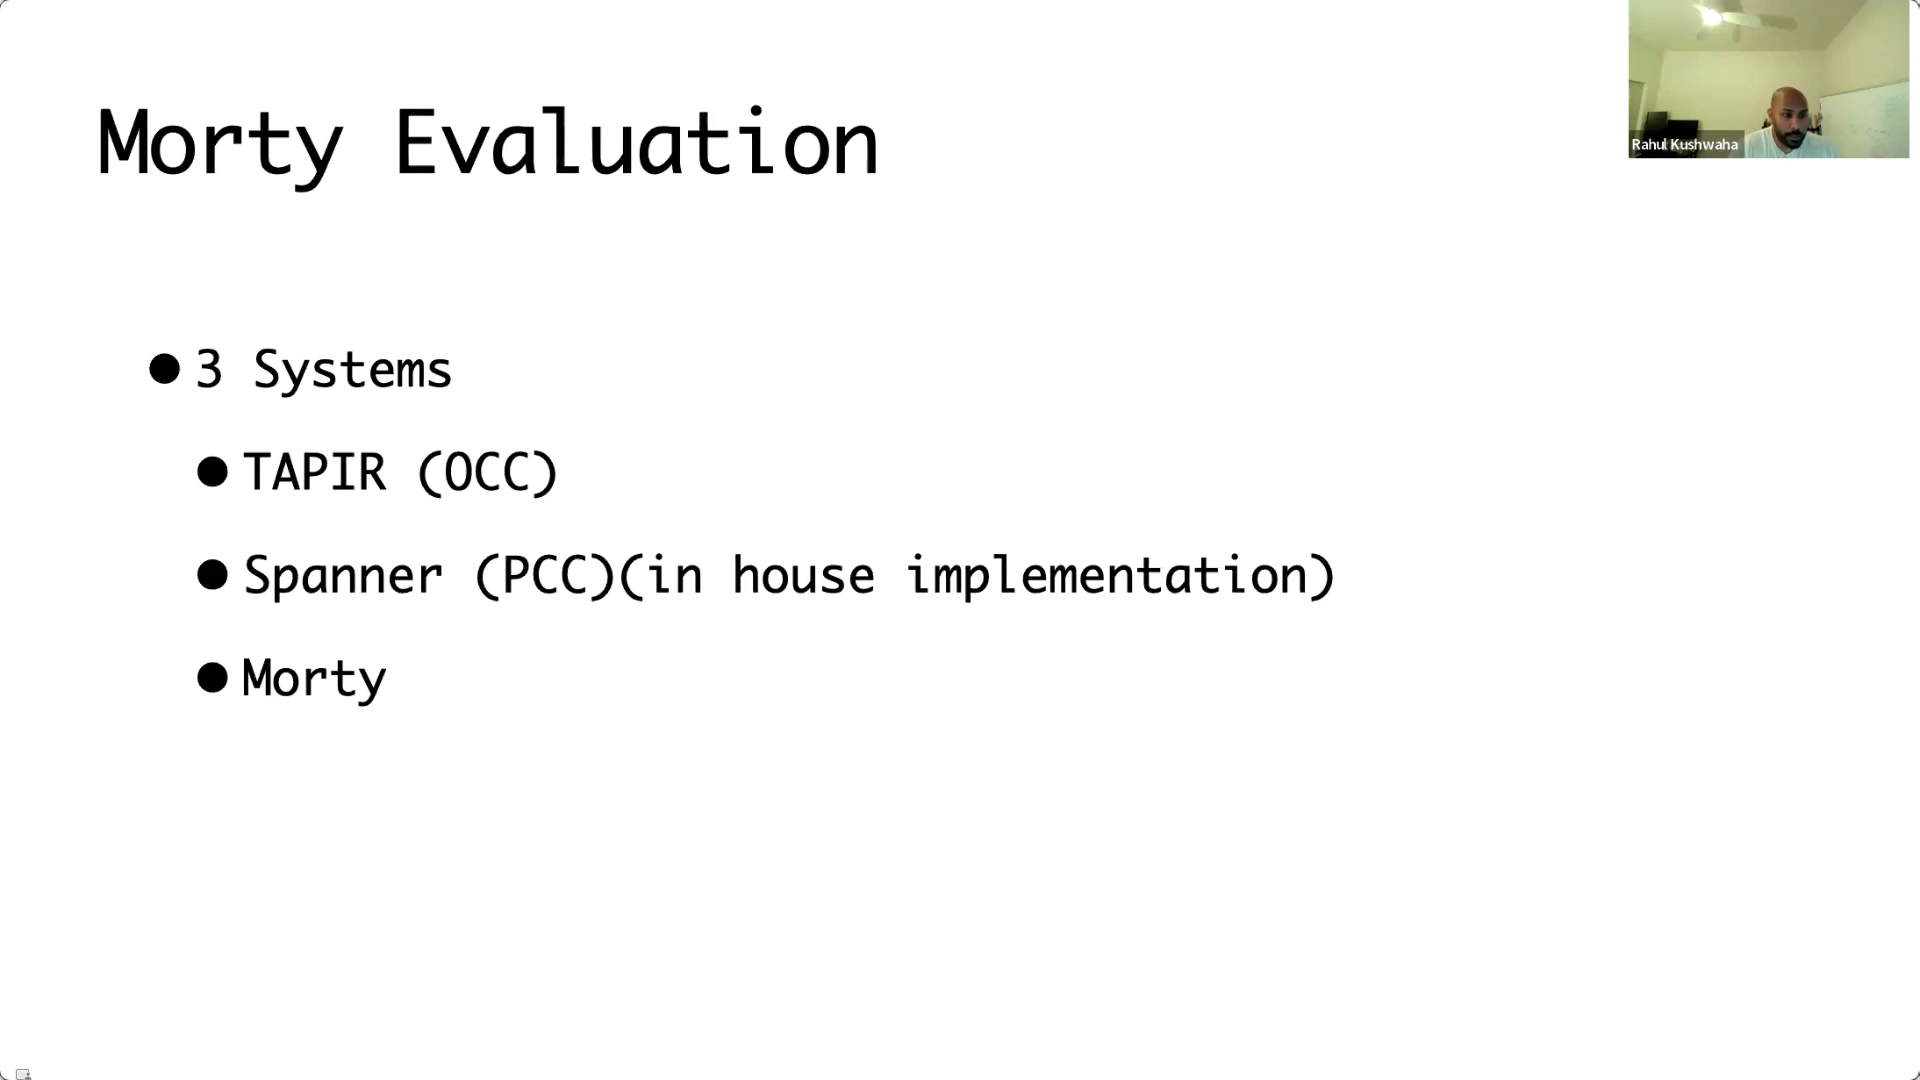 Morty Evaluation
Rahul Kushwaha
● 3 Systems
● TAPIR (OCC)
● Spanner (PCC)(in house implementation)
● Morty